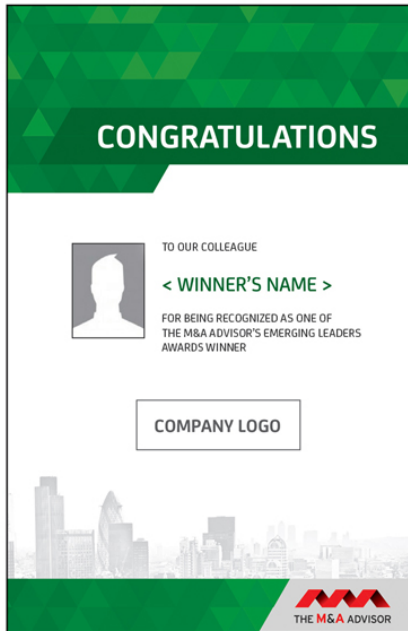 CONGRATULATIONS
TO OUR COLLEAGUE
< WINNER'S NAME >
FOR BEING RECOGNIZED AS ONE OF
THE M&A ADVISOR'S EMERGING LEADERS
AWARDS WINNER
COMPANY LOGO
THE M&A ADVISOR